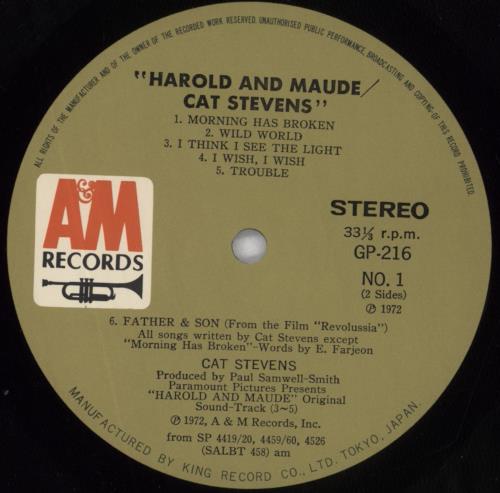 ALL RIGHTS OF THE MANUFACTURER AND OF THE OWNER OF THE RECORDED WORK RESERVED. UNAUTHORISED PUBLIC PERFORMANCE, BROADCASTING AND COPYING OF THIS RECORD PROHIBITED.
"HAROLD AND MAUDE/
CAT STEVENS"
1. MORNING HAS BROKEN
2. WILD WORLD
3. I THINK I SEE THE LIGHT
4. I WISH, I WISH
5. TROUBLE
A&M
RECORDS
STEREO
33⅓ r.p.m.
GP-216
NO. 1
(2 Sides)
℗ 1972
6. FATHER & SON (From the Film "Revolussia")
All songs written by Cat Stevens except
"Morning Has Broken"-Words by E. Farjeon
CAT STEVENS
Produced by Paul Samwell-Smith
Paramount Pictures Presents
"HAROLD AND MAUDE" Original
Sound-Track (3~5)
℗ 1972, A & M Records, Inc.
from SP 4419/20, 4459/60, 4526
(SALBT 458) am
MANUFACTURED BY KING RECORD CO., LTD. TOKYO, JAPAN.